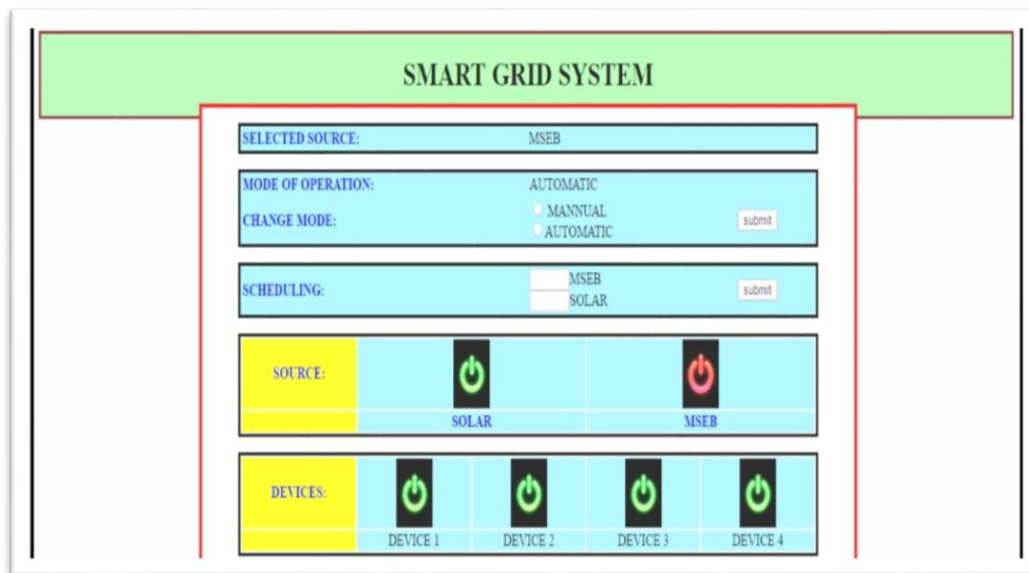 SMART GRID SYSTEM
SELECTED SOURCE: MSEB
MODE OF OPERATION: AUTOMATIC
CHANGE MODE:
MANNUAL
AUTOMATIC
submit
SCHEDULING:
MSEB
SOLAR
submit
SOURCE:
SOLAR MSEB
DEVICES:
DEVICE 1 DEVICE 2 DEVICE 3 DEVICE 4